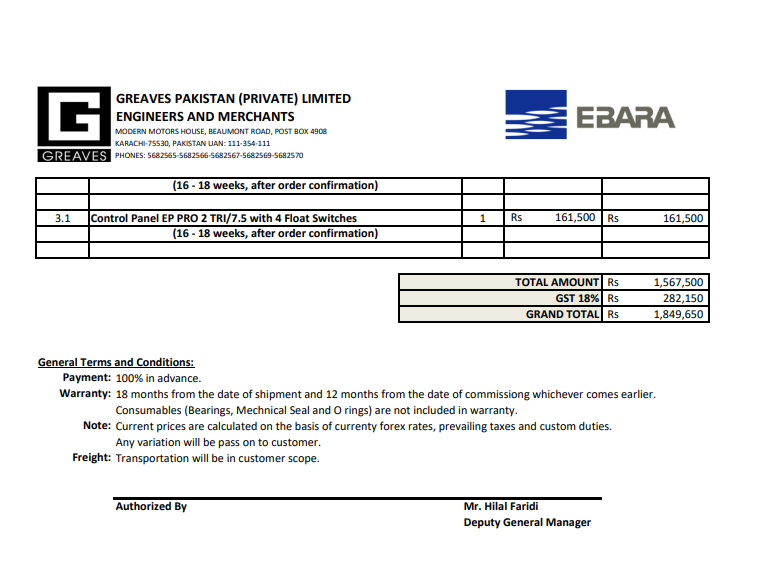 GREAVES
GREAVES PAKISTAN (PRIVATE) LIMITED
ENGINEERS AND MERCHANTS
MODERN MOTORS HOUSE, BEAUMONT ROAD, POST BOX 4908
KARACHI-75530, PAKISTAN UAN: 111-354-111
PHONES: 5682565-5682566-5682567-5682569-5682570
EBARA
(16 - 18 weeks, after order confirmation)
3.1 Control Panel EP PRO 2 TRI/7.5 with 4 Float Switches 1 Rs 161,500 Rs 161,500
(16 - 18 weeks, after order confirmation)
TOTAL AMOUNT Rs 1,567,500
GST 18% Rs 282,150
GRAND TOTAL Rs 1,849,650
General Terms and Conditions:
Payment: 100% in advance.
Warranty: 18 months from the date of shipment and 12 months from the date of commissiong whichever comes earlier.
Consumables (Bearings, Mechnical Seal and O rings) are not included in warranty.
Note: Current prices are calculated on the basis of currenty forex rates, prevailing taxes and custom duties.
Any variation will be pass on to customer.
Freight: Transportation will be in customer scope.
Authorized By Mr. Hilal Faridi
Deputy General Manager